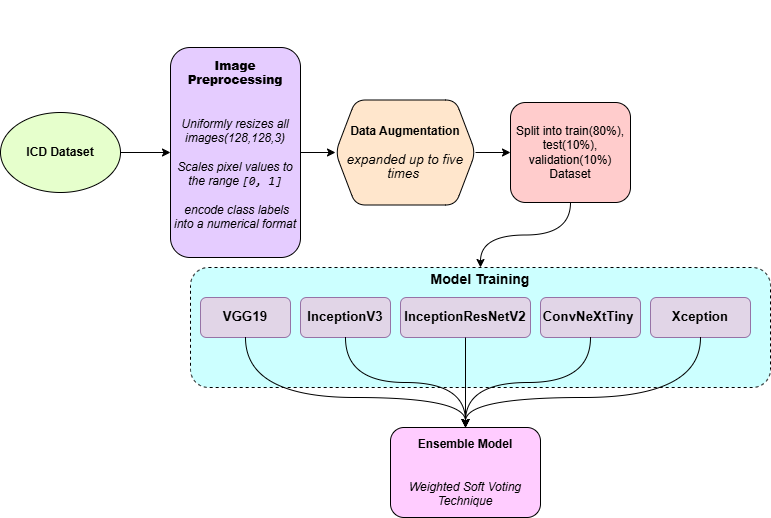 ICD Dataset
Image
Preprocessing
Uniformly resizes all
images(128,128,3)
Scales pixel values to
the range [0, 1]
encode class labels
into a numerical format
Data Augmentation
expanded up to five
times
Split into train(80%),
test(10%),
validation(10%)
Dataset
Model Training
VGG19
InceptionV3
InceptionResNetV2
ConvNeXtTiny
Xception
Ensemble Model
Weighted Soft Voting
Technique